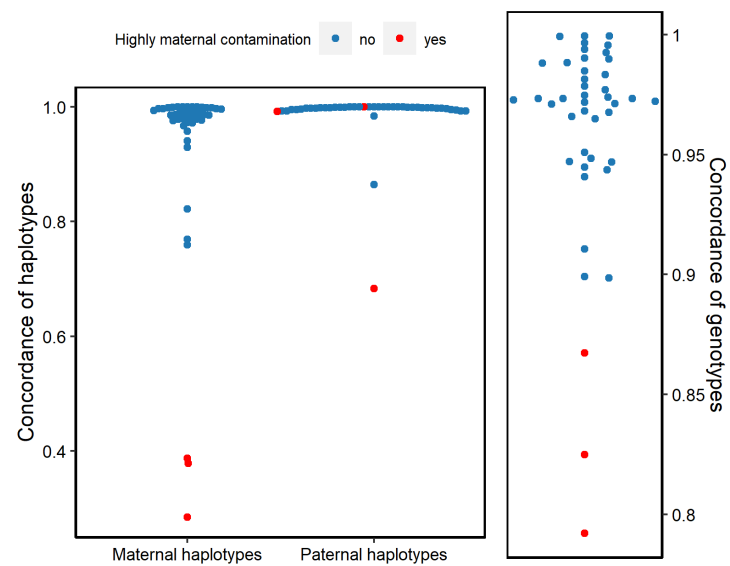 Highly maternal contamination no yes
Concordance of haplotypes
1.0
0.8
0.6
0.4
Maternal haplotypes Paternal haplotypes
1
0.95
0.9
0.85
0.8
Concordance of genotypes